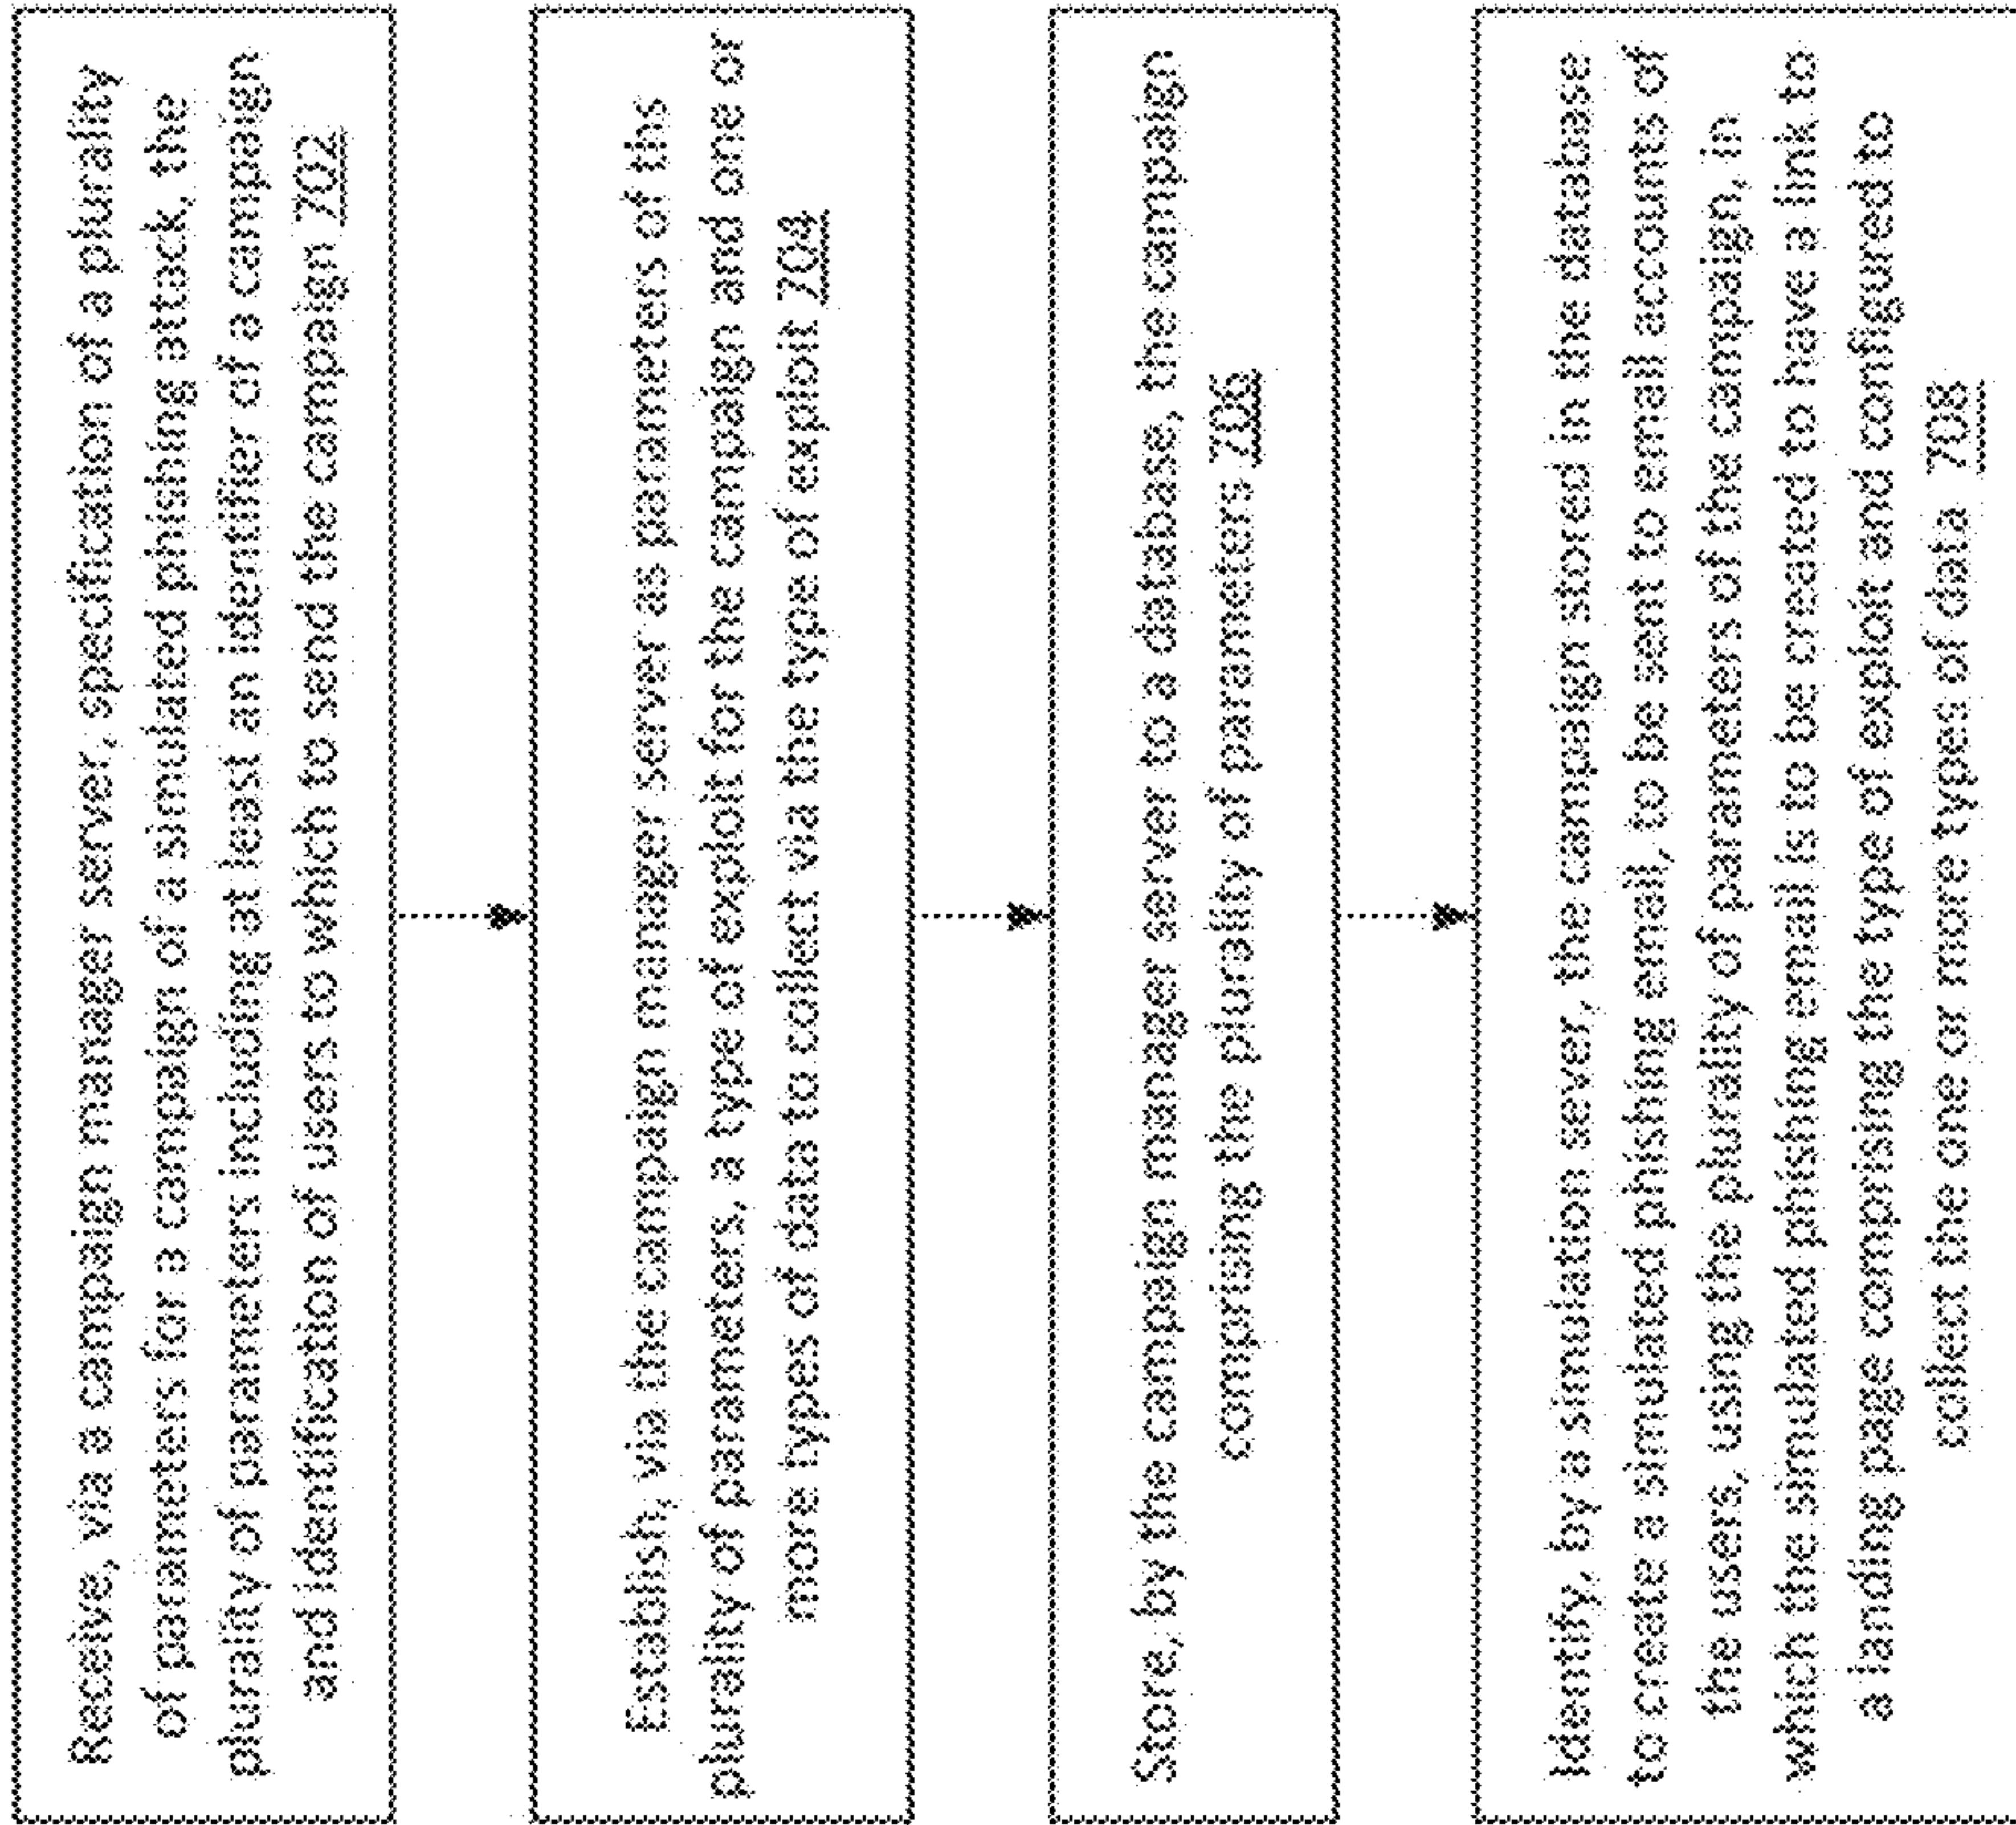 Receive, via a campaign manager server, specification of a plurality
of parameters for a campaign of a simulated phishing attack, the
plurality of parameters including at least an identifier of a campaign
and identification of users to which to send the campaign 702
Establish, via the campaign manager server as parameters of the
plurality of parameters, a type of exploit for the campaign and one or
more types of data to collect via the type of exploit 704
Store, by the campaign manager server to a database, the campaign
comprising the plurality of parameters 706
Identify, by a simulation sever, the campaign stored in the database
to create a simulated phishing email, to be sent to email accounts of
the users, using the plurality of parameters of the campaign, in
which the simulated phishing email is to be created to have a link to
a landing page comprising the type of exploit and configured to
collect the one or more types of data 708